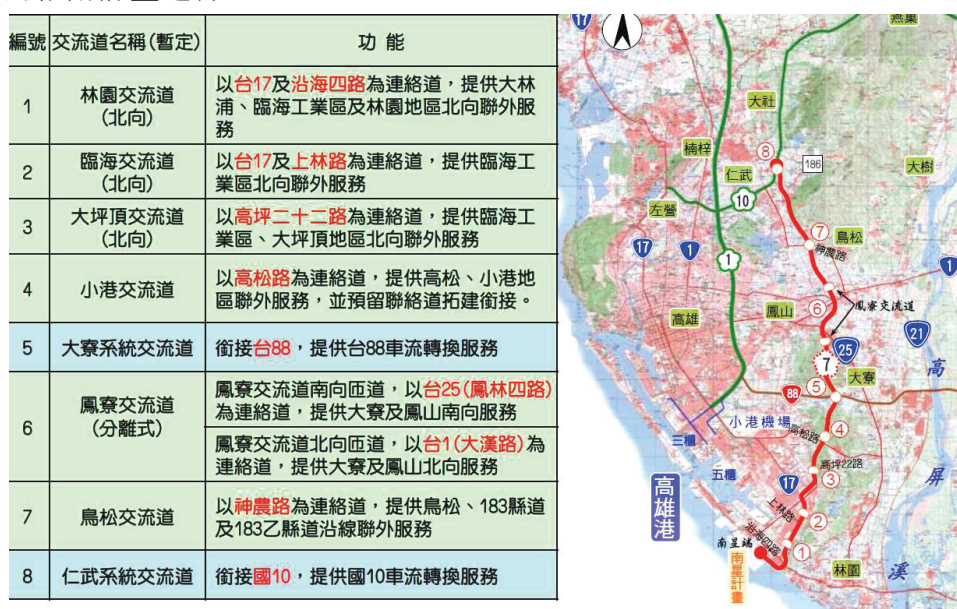 編號 交流道名稱(暫定) 功能
1 林園交流道
(北向)
以台17及沿海四路為連絡道，提供大林
浦、臨海工業區及林園地區北向聯外服
務
2 臨海交流道
(北向)
以台17及上林路為連絡道，提供臨海工
業區北向聯外服務
3 大坪頂交流道
(北向)
以高坪二十二路為連絡道，提供臨海工
業區、大坪頂地區北向聯外服務
4 小港交流道
以高松路為連絡道，提供高松、小港地
區聯外服務，並預留聯絡道拓建銜接。
5 大寮系統交流道 銜接台88，提供台88車流轉換服務
6 鳳寮交流道
(分離式)
鳳寮交流道南向匝道，以台25(鳳林四路)
為連絡道，提供大寮及鳳山南向服務
鳳寮交流道北向匝道，以台1(大漢路)為
連絡道，提供大寮及鳳山北向服務
7 鳥松交流道
以神農路為連絡道，提供鳥松、183縣道
及183乙縣道沿線聯外服務
8 仁武系統交流道 銜接國10，提供國10車流轉換服務
17
燕巢
大社
楠梓
⑧
186
仁武
大樹
10
左營
⑦
鳥松
神農路
17
1
1
1
⑥
鳳寮交流道
鳳山
高雄
21
25
7
高
大寮
⑤
88
小港機場
高松路
④
三櫃
高坪22路
③
五櫃
17
屏
高雄港
上林路
②
沿海四路
南星端
①
南星計畫
林園
溪